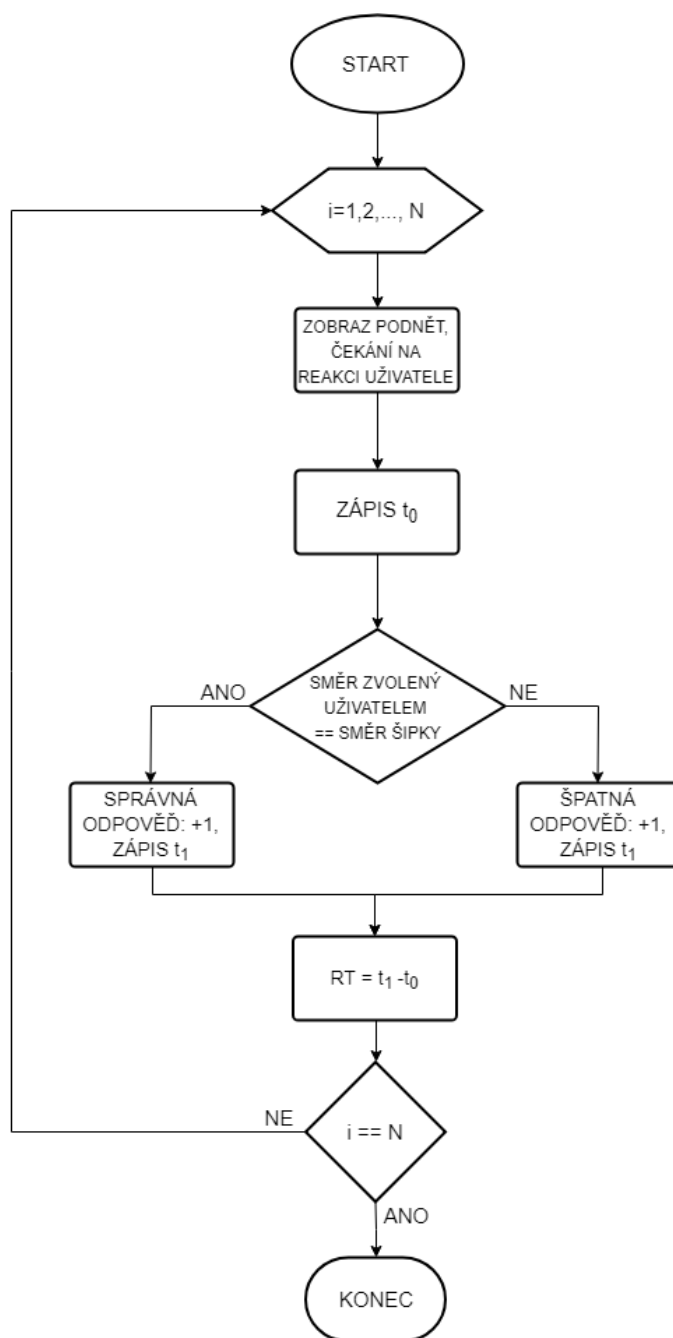 START
i=1,2,..., N
ZOBRAZ PODNĚT,
ČEKÁNÍ NA
REAKCI UŽIVATELE
ZÁPIS t₀
SMĚR ZVOLENÝ
UŽIVATELEM
== SMĚR ŠIPKY
ANO
NE
SPRÁVNÁ
ODPOVĚĎ: +1,
ZÁPIS t₁
ŠPATNÁ
ODPOVĚĎ: +1,
ZÁPIS t₁
RT = t₁ -t₀
NE
i == N
ANO
KONEC